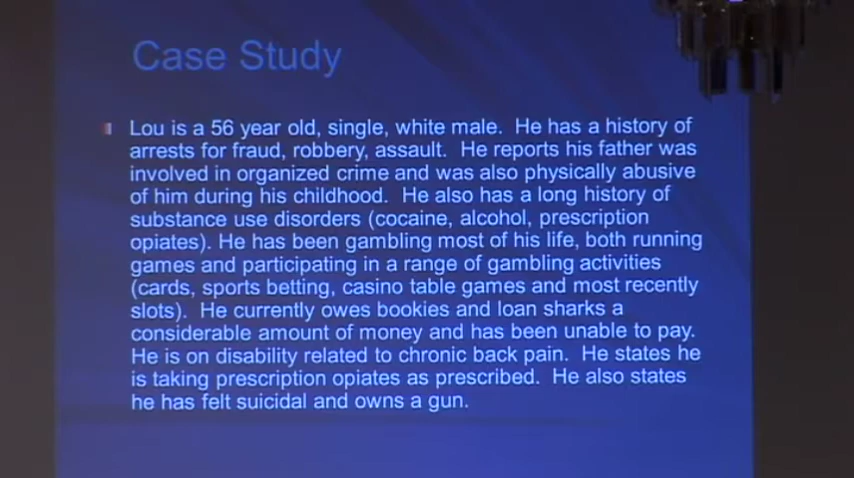 Case Study
Lou is a 56 year old, single, white male. He has a history of
arrests for fraud, robbery, assault. He reports his father was
involved in organized crime and was also physically abusive
of him during his childhood. He also has a long history of
substance use disorders (cocaine, alcohol, prescription
opiates). He has been gambling most of his life, both running
games and participating in a range of gambling activities
(cards, sports betting, casino table games and most recently
slots). He currently owes bookies and loan sharks a
considerable amount of money and has been unable to pay.
He is on disability related to chronic back pain. He states he
is taking prescription opiates as prescribed. He also states
he has felt suicidal and owns a gun.